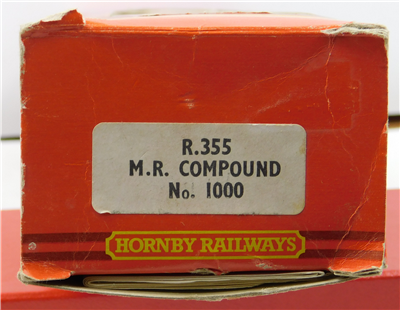 R.355
M.R. COMPOUND
No. 1000
HORNBY RAILWAYS